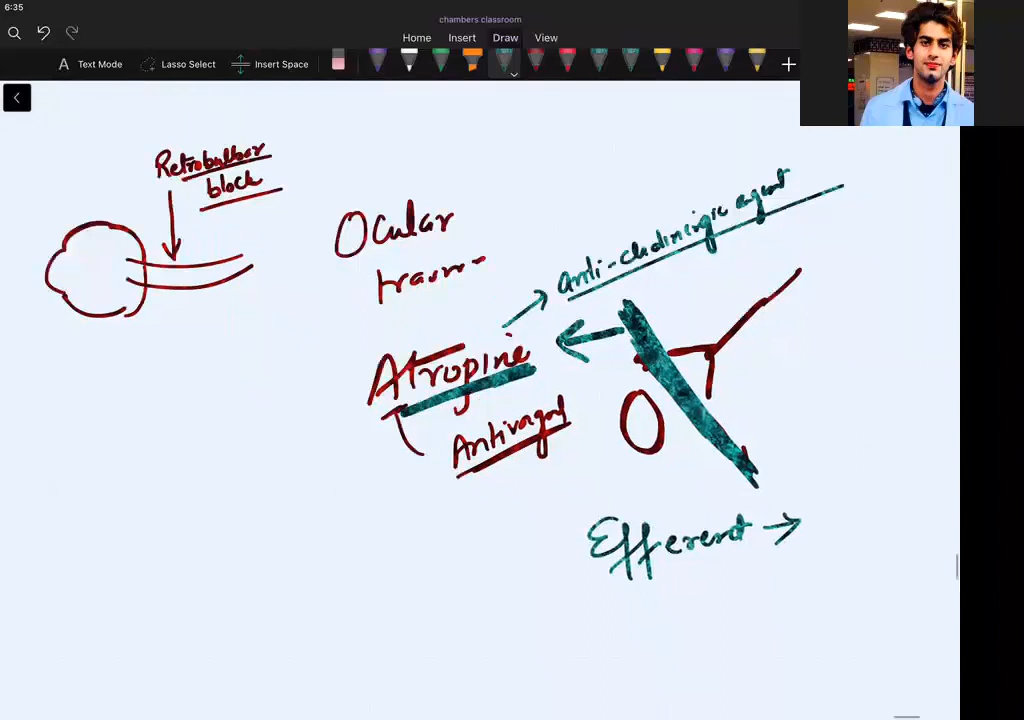 6:35
chambers classroom
Home Insert Draw View
A Text Mode Lasso Select Insert Space
Retrobulbar
block
Ocular
Anti-cholinergic agent
Atropine
Antivagal
Efferent →